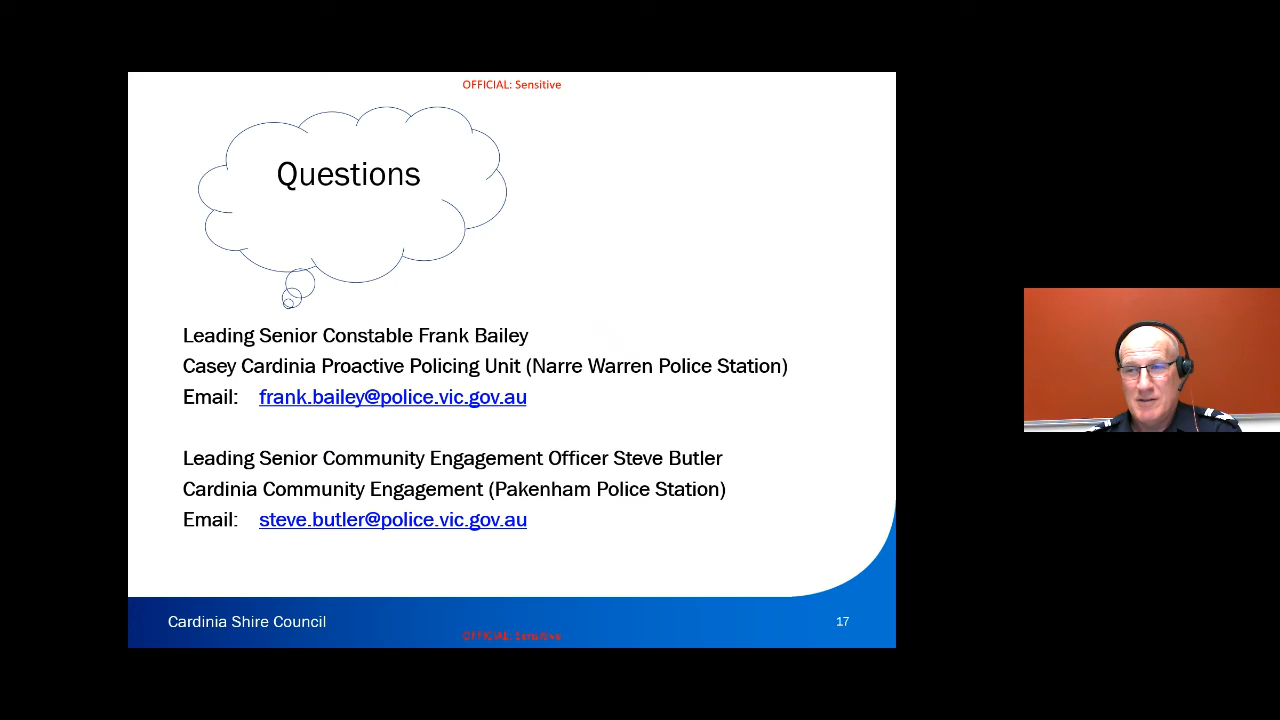 OFFICIAL: Sensitive
Questions
Leading Senior Constable Frank Bailey
Casey Cardinia Proactive Policing Unit (Narre Warren Police Station)
Email: frank.bailey@police.vic.gov.au
Leading Senior Community Engagement Officer Steve Butler
Cardinia Community Engagement (Pakenham Police Station)
Email: steve.butler@police.vic.gov.au
Cardinia Shire Council
17
OFFICIAL: Sensitive